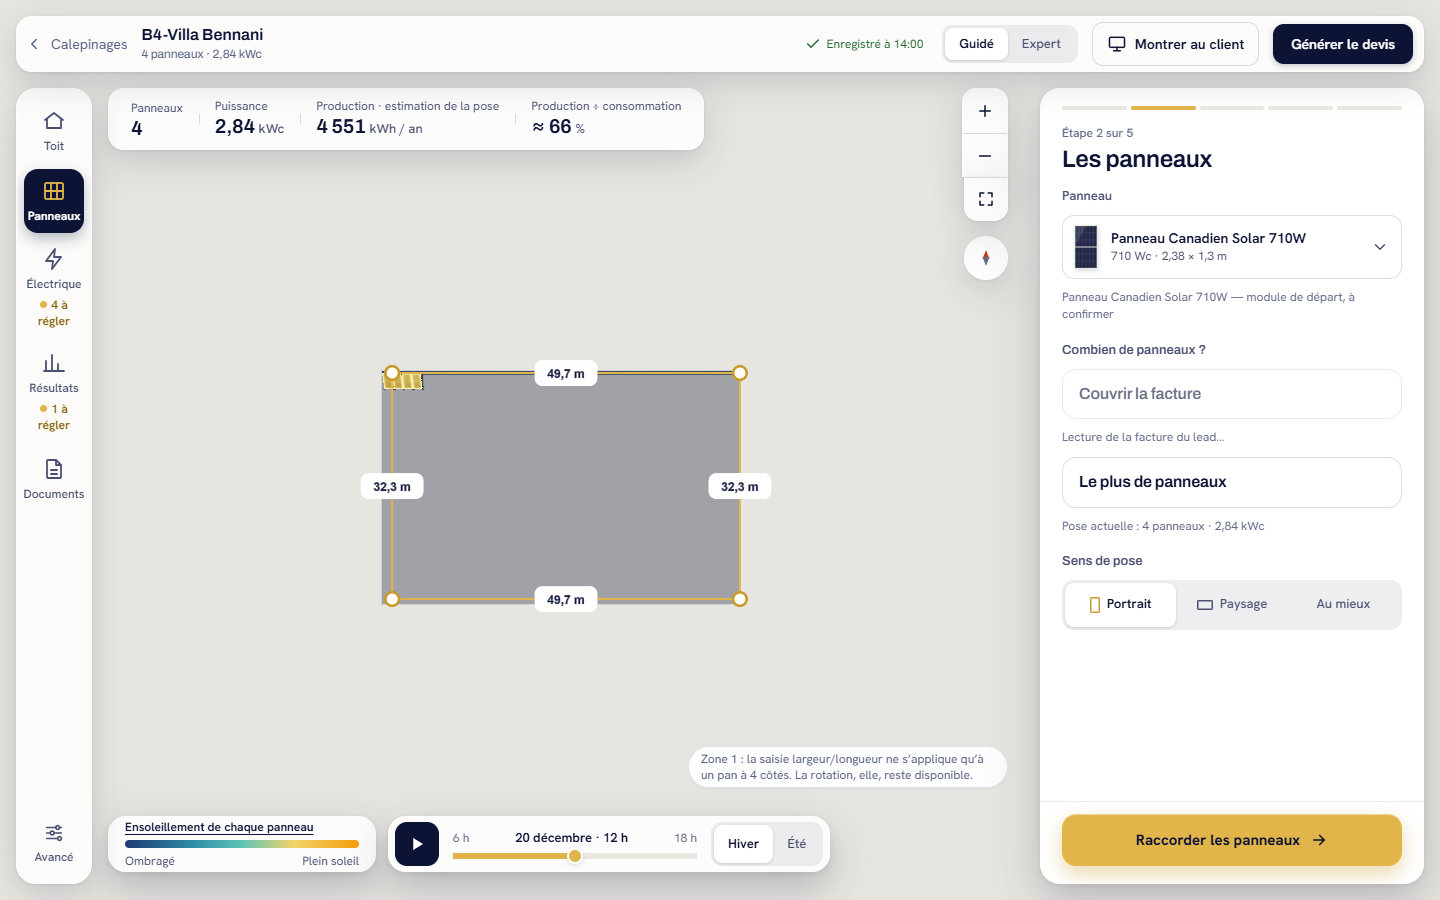 Calepinages
B4-Villa Bennani
4 panneaux · 2,84 kWc
Enregistré à 14:00
Guidé
Expert
Montrer au client
Générer le devis
Toit
Panneaux
Électrique
4 à
régler
Résultats
1 à
régler
Documents
Avancé
Panneaux
4
Puissance
2,84 kWc
Production · estimation de la pose
4 551 kWh / an
Production ÷ consommation
≈ 66 %
49,7 m
32,3 m
32,3 m
49,7 m
Zone 1 : la saisie largeur/longueur ne s’applique qu’à
un pan à 4 côtés. La rotation, elle, reste disponible.
Ensoleillement de chaque panneau
Ombragé
Plein soleil
6 h
20 décembre · 12 h
18 h
Hiver
Été
Étape 2 sur 5
Les panneaux
Panneau
Panneau Canadien Solar 710W
710 Wc · 2,38 × 1,3 m
Panneau Canadien Solar 710W — module de départ, à
confirmer
Combien de panneaux ?
Couvrir la facture
Lecture de la facture du lead…
Le plus de panneaux
Pose actuelle : 4 panneaux · 2,84 kWc
Sens de pose
Portrait
Paysage
Au mieux
Raccorder les panneaux